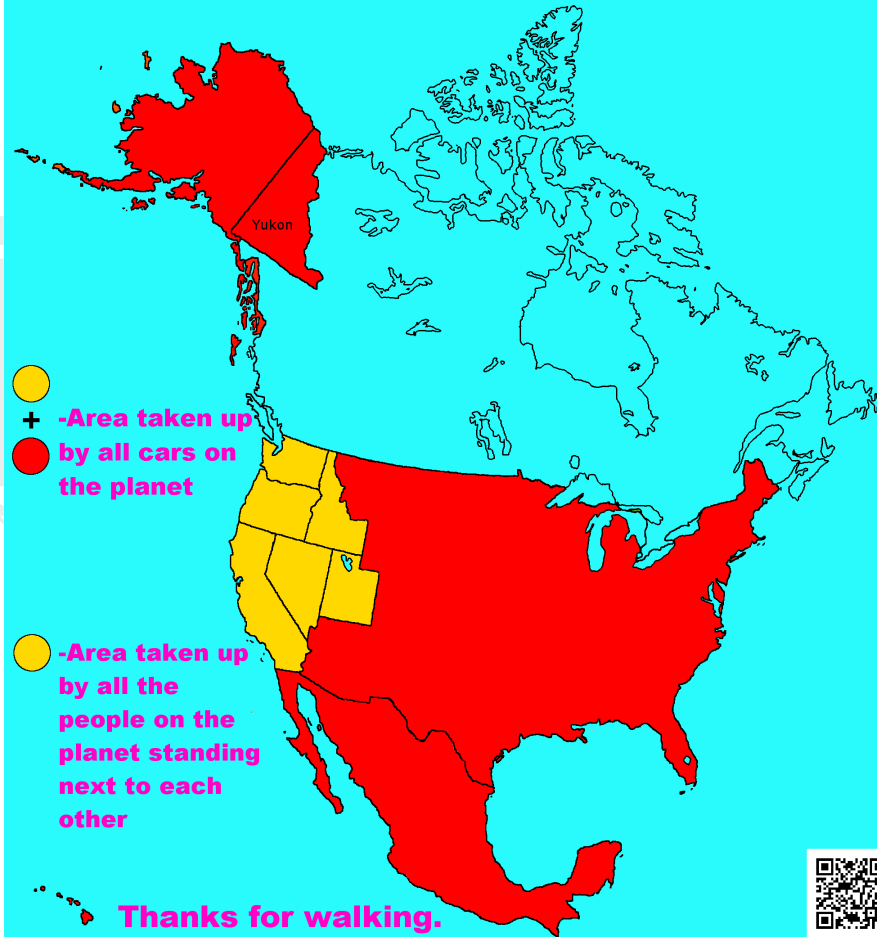 Yukon
+ -Area taken up
by all cars on
the planet
-Area taken up
by all the
people on the
planet standing
next to each
other
Thanks for walking.